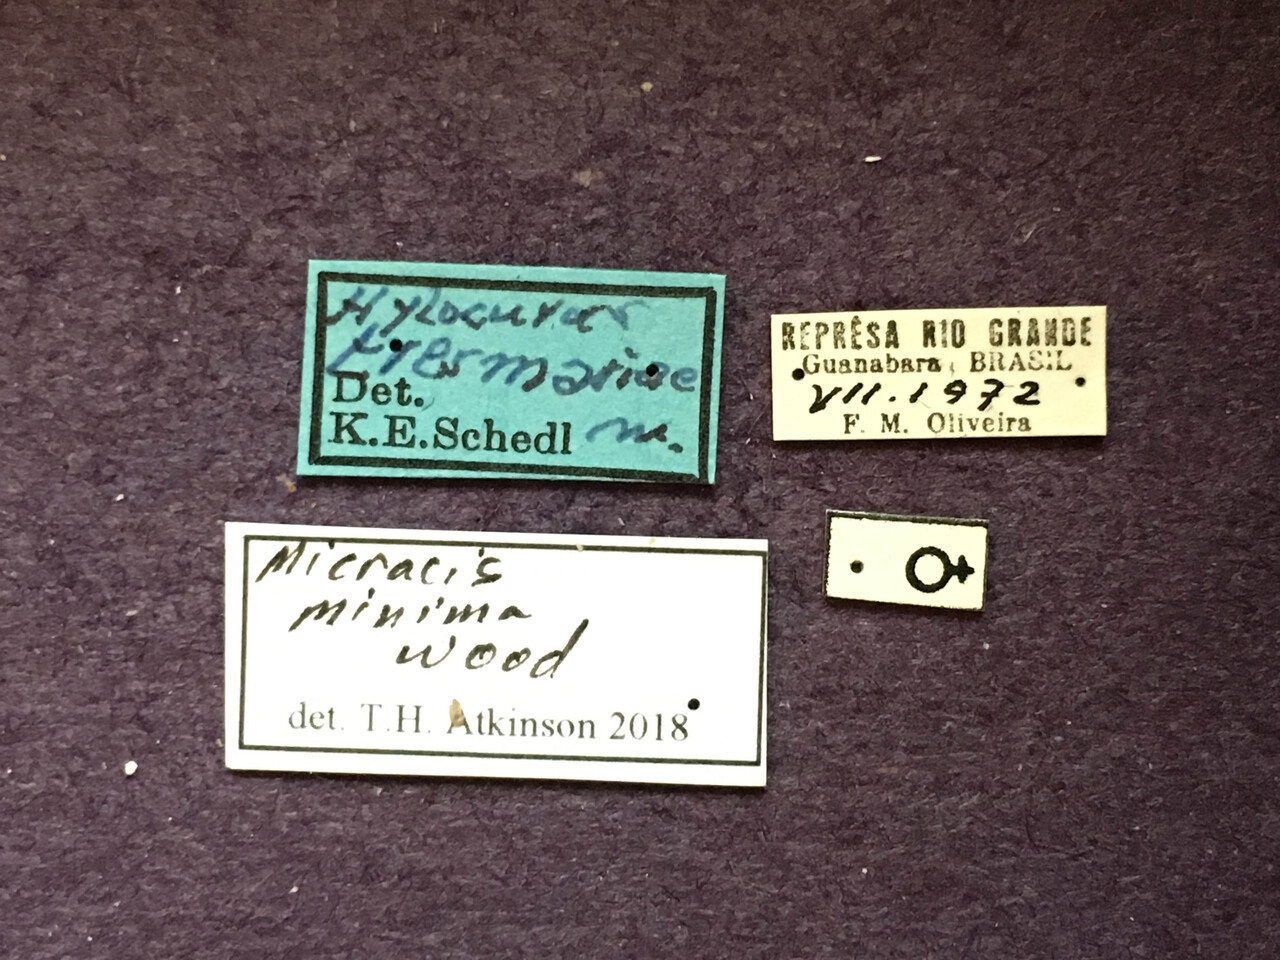 Hylocurus
Det.
K.E.Schedl
REPRÊSA RIO GRANDE
Guanabara, BRASIL
VII.1972
F. M. Oliveira
♀
Micracis
minima
Wood
det. T.H. Atkinson 2018